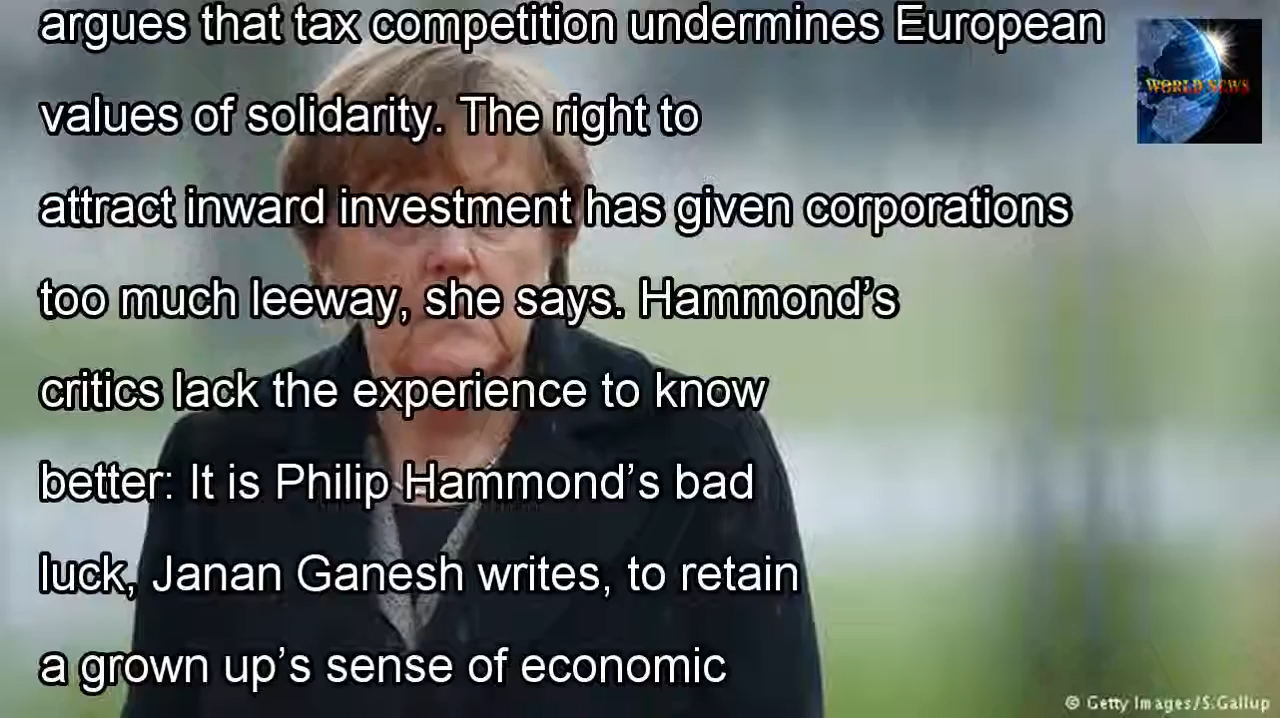 argues that tax competition undermines European
values of solidarity. The right to
attract inward investment has given corporations
too much leeway, she says. Hammond’s
critics lack the experience to know
better: It is Philip Hammond’s bad
luck, Janan Ganesh writes, to retain
a grown up’s sense of economic
WORLD NEWS
© Getty Images/S.Gallup